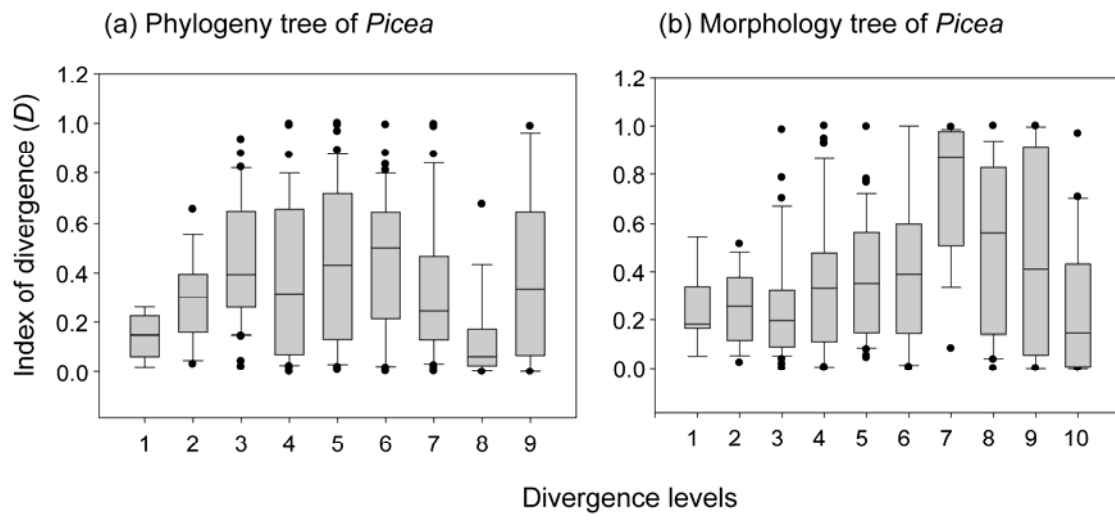 (a) Phylogeny tree of Picea
(b) Morphology tree of Picea
Index of divergence (D)
1.2
1.0
0.8
0.6
0.4
0.2
0.0
1 2 3 4 5 6 7 8 9
1.2
1.0
0.8
0.6
0.4
0.2
0.0
1 2 3 4 5 6 7 8 9 10
Divergence levels